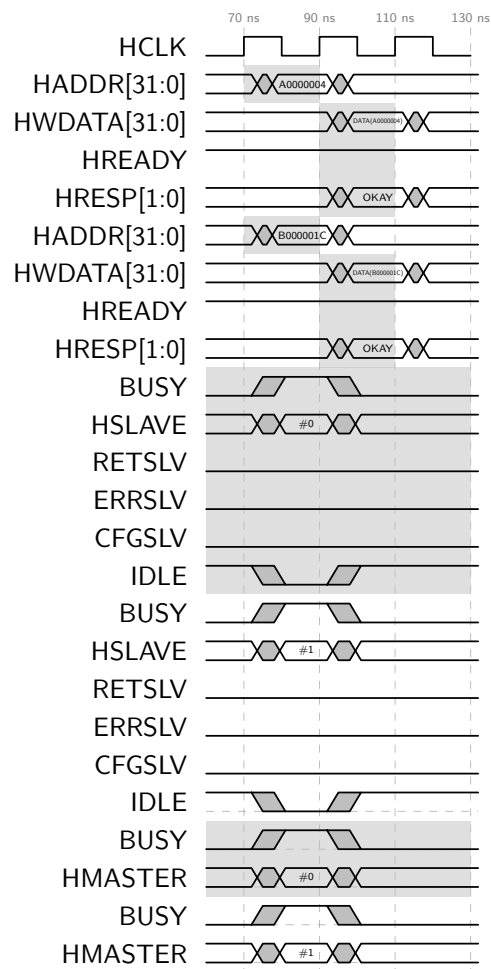 70 ns 90 ns 110 ns 130 ns
HCLK
HADDR[31:0] A0000004
HWDATA[31:0] DATA(A0000004)
HREADY
HRESP[1:0] OKAY
HADDR[31:0] B000001C
HWDATA[31:0] DATA(B000001C)
HREADY
HRESP[1:0] OKAY
BUSY
HSLAVE #0
RETSLV
ERRSLV
CFGSLV
IDLE
BUSY
HSLAVE #1
RETSLV
ERRSLV
CFGSLV
IDLE
BUSY
HMASTER #0
BUSY
HMASTER #1